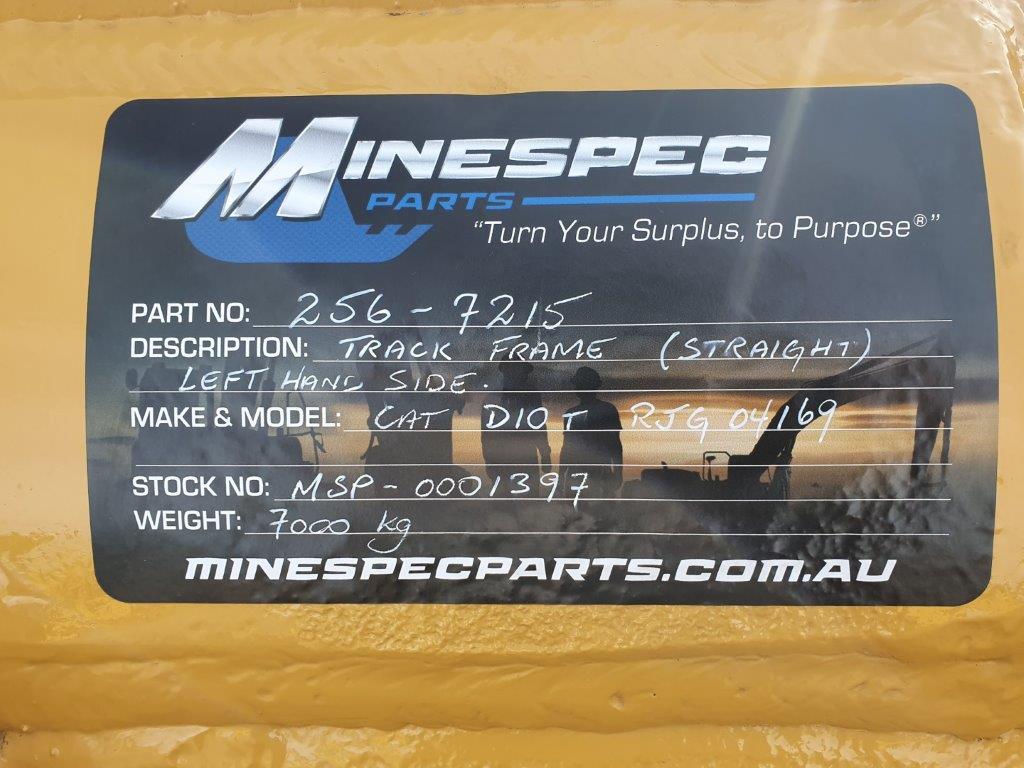 MINESPEC
PARTS
"Turn Your Surplus, to Purpose®"
PART NO: 256-7215
DESCRIPTION: TRACK FRAME (STRAIGHT)
LEFT HAND SIDE.
MAKE & MODEL: CAT D10T RJG 04169
STOCK NO: MSP-0001397
WEIGHT: 7000 kg
MINESPECPARTS.COM.AU